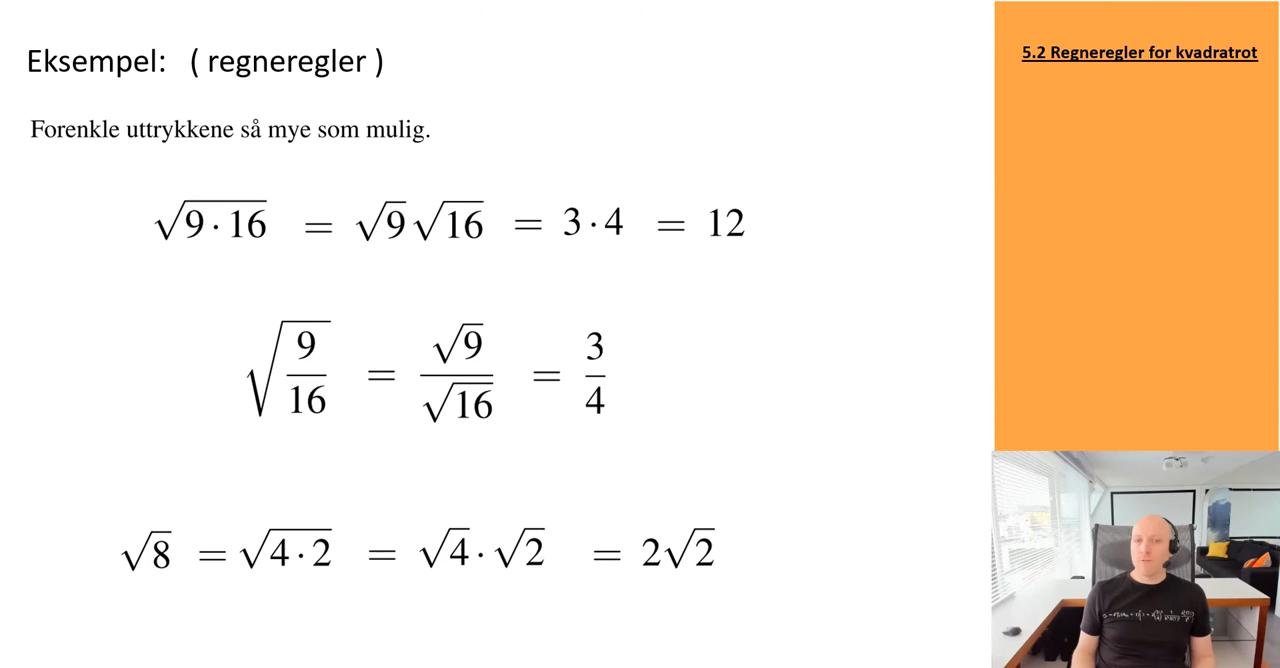 Eksempel: ( regneregler )
5.2 Regneregler for kvadratrot
Forenkle uttrykkene så mye som mulig.
√(9 · 16) = √9 √16 = 3 · 4 = 12
√(9/16) = √9/√16 = 3/4
√8 = √(4 · 2) = √4 · √2 = 2√2